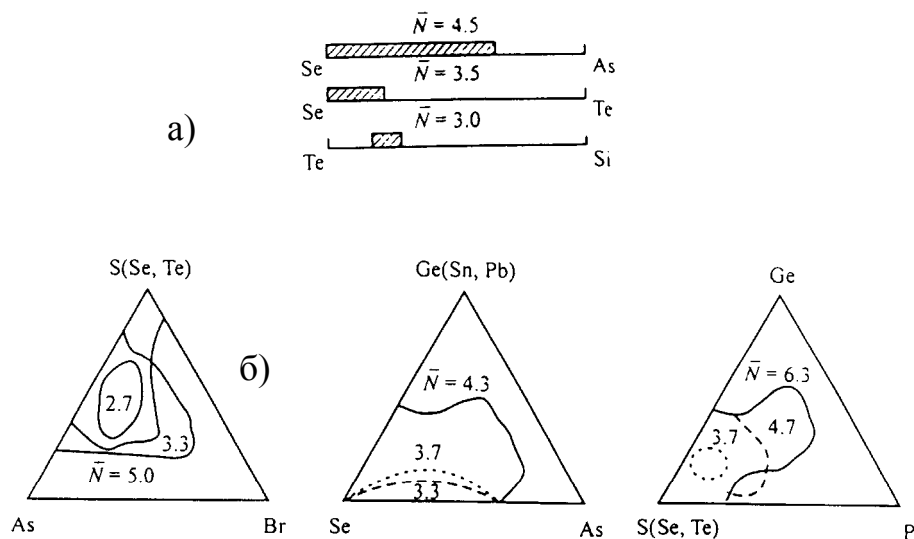 N̄ = 4.5
Se As
N̄ = 3.5
Se Te
N̄ = 3.0
Te Si
а)
б)
S(Se, Te)
2.7
3.3
N̄ = 5.0
As Br
Ge(Sn, Pb)
N̄ = 4.3
3.7
3.3
Se As
Ge
N̄ = 6.3
4.7
3.7
S(Se, Te) P